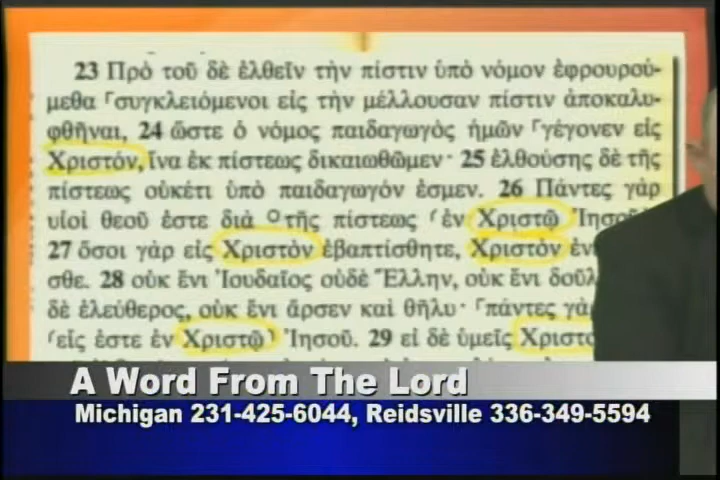 23 Πρὸ τοῦ δὲ ἐλθεῖν τὴν πίστιν ὑπὸ νόμον ἐφρουρού-
μεθα ⸀συγκλειόμενοι εἰς τὴν μέλλουσαν πίστιν ἀποκαλυ-
φθῆναι, 24 ὥστε ὁ νόμος παιδαγωγὸς ἡμῶν ⸀γέγονεν εἰς
Χριστόν, ἵνα ἐκ πίστεως δικαιωθῶμεν· 25 ἐλθούσης δὲ τῆς
πίστεως οὐκέτι ὑπὸ παιδαγωγόν ἐσμεν. 26 Πάντες γὰρ
υἱοὶ θεοῦ ἐστε διὰ ⸰τῆς πίστεως ⸂ἐν Χριστῷ
27 ὅσοι γὰρ εἰς Χριστὸν ἐβαπτίσθητε, Χριστὸν
σθε. 28 οὐκ ἔνι Ἰουδαῖος οὐδὲ Ἕλλην, οὐκ ἔνι
δὲ ἐλεύθερος, οὐκ ἔνι ἄρσεν καὶ θῆλυ· ⸀πάντες
⸂εἷς ἐστε ἐν Χριστῷ⸃ Ἰησοῦ. 29 εἰ δὲ ὑμεῖς
A Word From The Lord
Michigan 231-425-6044, Reidsville 336-349-5594